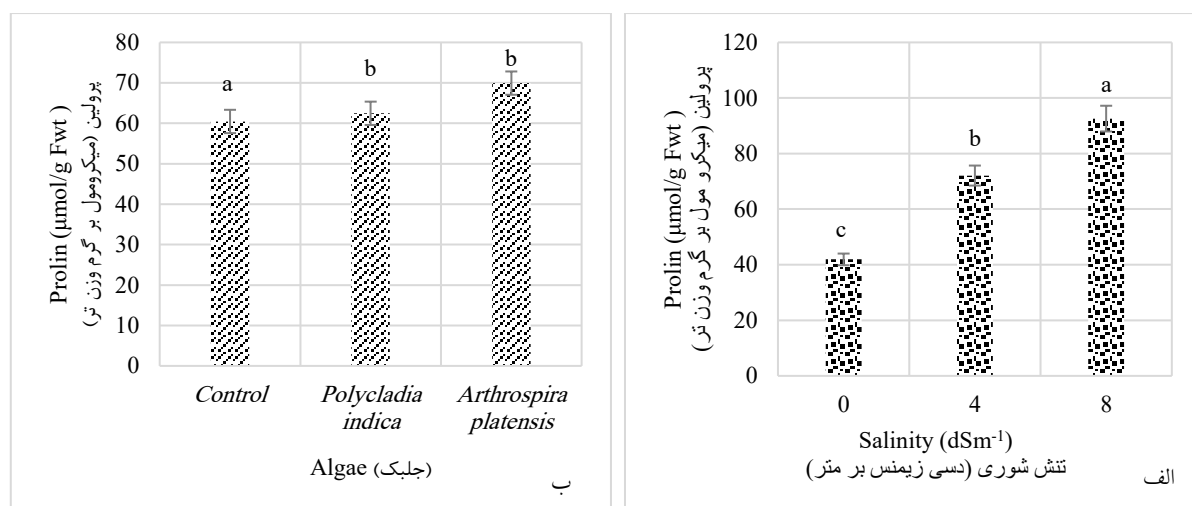 Prolin (µmol/g Fwt )
پرولین (میکرومول بر گرم وزن تر)
80
70
60
50
40
30
20
10
0
a
b
b
Control
Polycladia
indica
Arthrospira
platensis
Algae (جلبک)
ب
Prolin (µmol/g Fwt )
پرولین (میکرو مول بر گرم وزن تر )
120
100
80
60
40
20
0
c
b
a
0
4
8
Salinity (dSm-1)
تنش شوری (دسی زیمنس بر متر)
الف